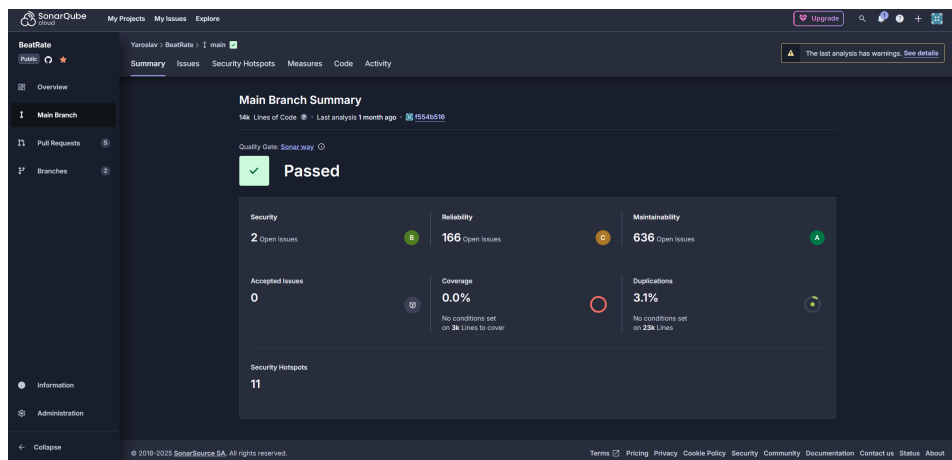 SonarQube cloud
My Projects My Issues Explore
Upgrade
1
BeatRate
Public
Yaroslav > BeatRate > main
The last analysis has warnings. See details
Summary Issues Security Hotspots Measures Code Activity
Overview
Main Branch
Pull Requests 5
Branches 2
Main Branch Summary
14k Lines of Code ? • Last analysis 1 month ago • f554b516
Quality Gate: Sonar way
Passed
Security
2 Open issues
B
Reliability
166 Open issues
C
Maintainability
636 Open issues
A
Accepted Issues
0
Coverage
0.0%
No conditions set
on 3k Lines to cover
Duplications
3.1%
No conditions set
on 23k Lines
Security Hotspots
11
Information
Administration
Collapse
© 2018-2025 SonarSource SA. All rights reserved.
Terms Pricing Privacy Cookie Policy Security Community Documentation Contact us Status About